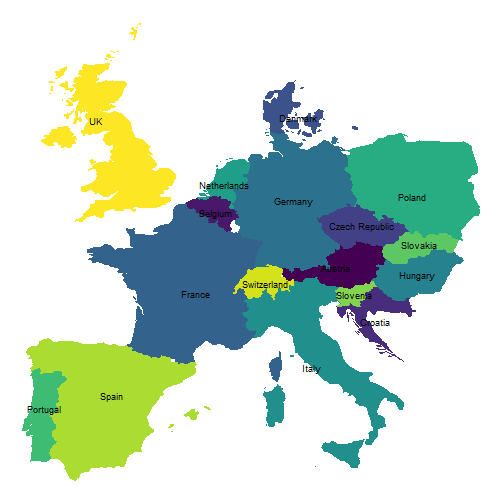 UK
Denmark
Netherlands
Germany
Poland
Belgium
Czech Republic
Slovakia
Austria
Hungary
Switzerland
Slovenia
France
Croatia
Italy
Spain
Portugal